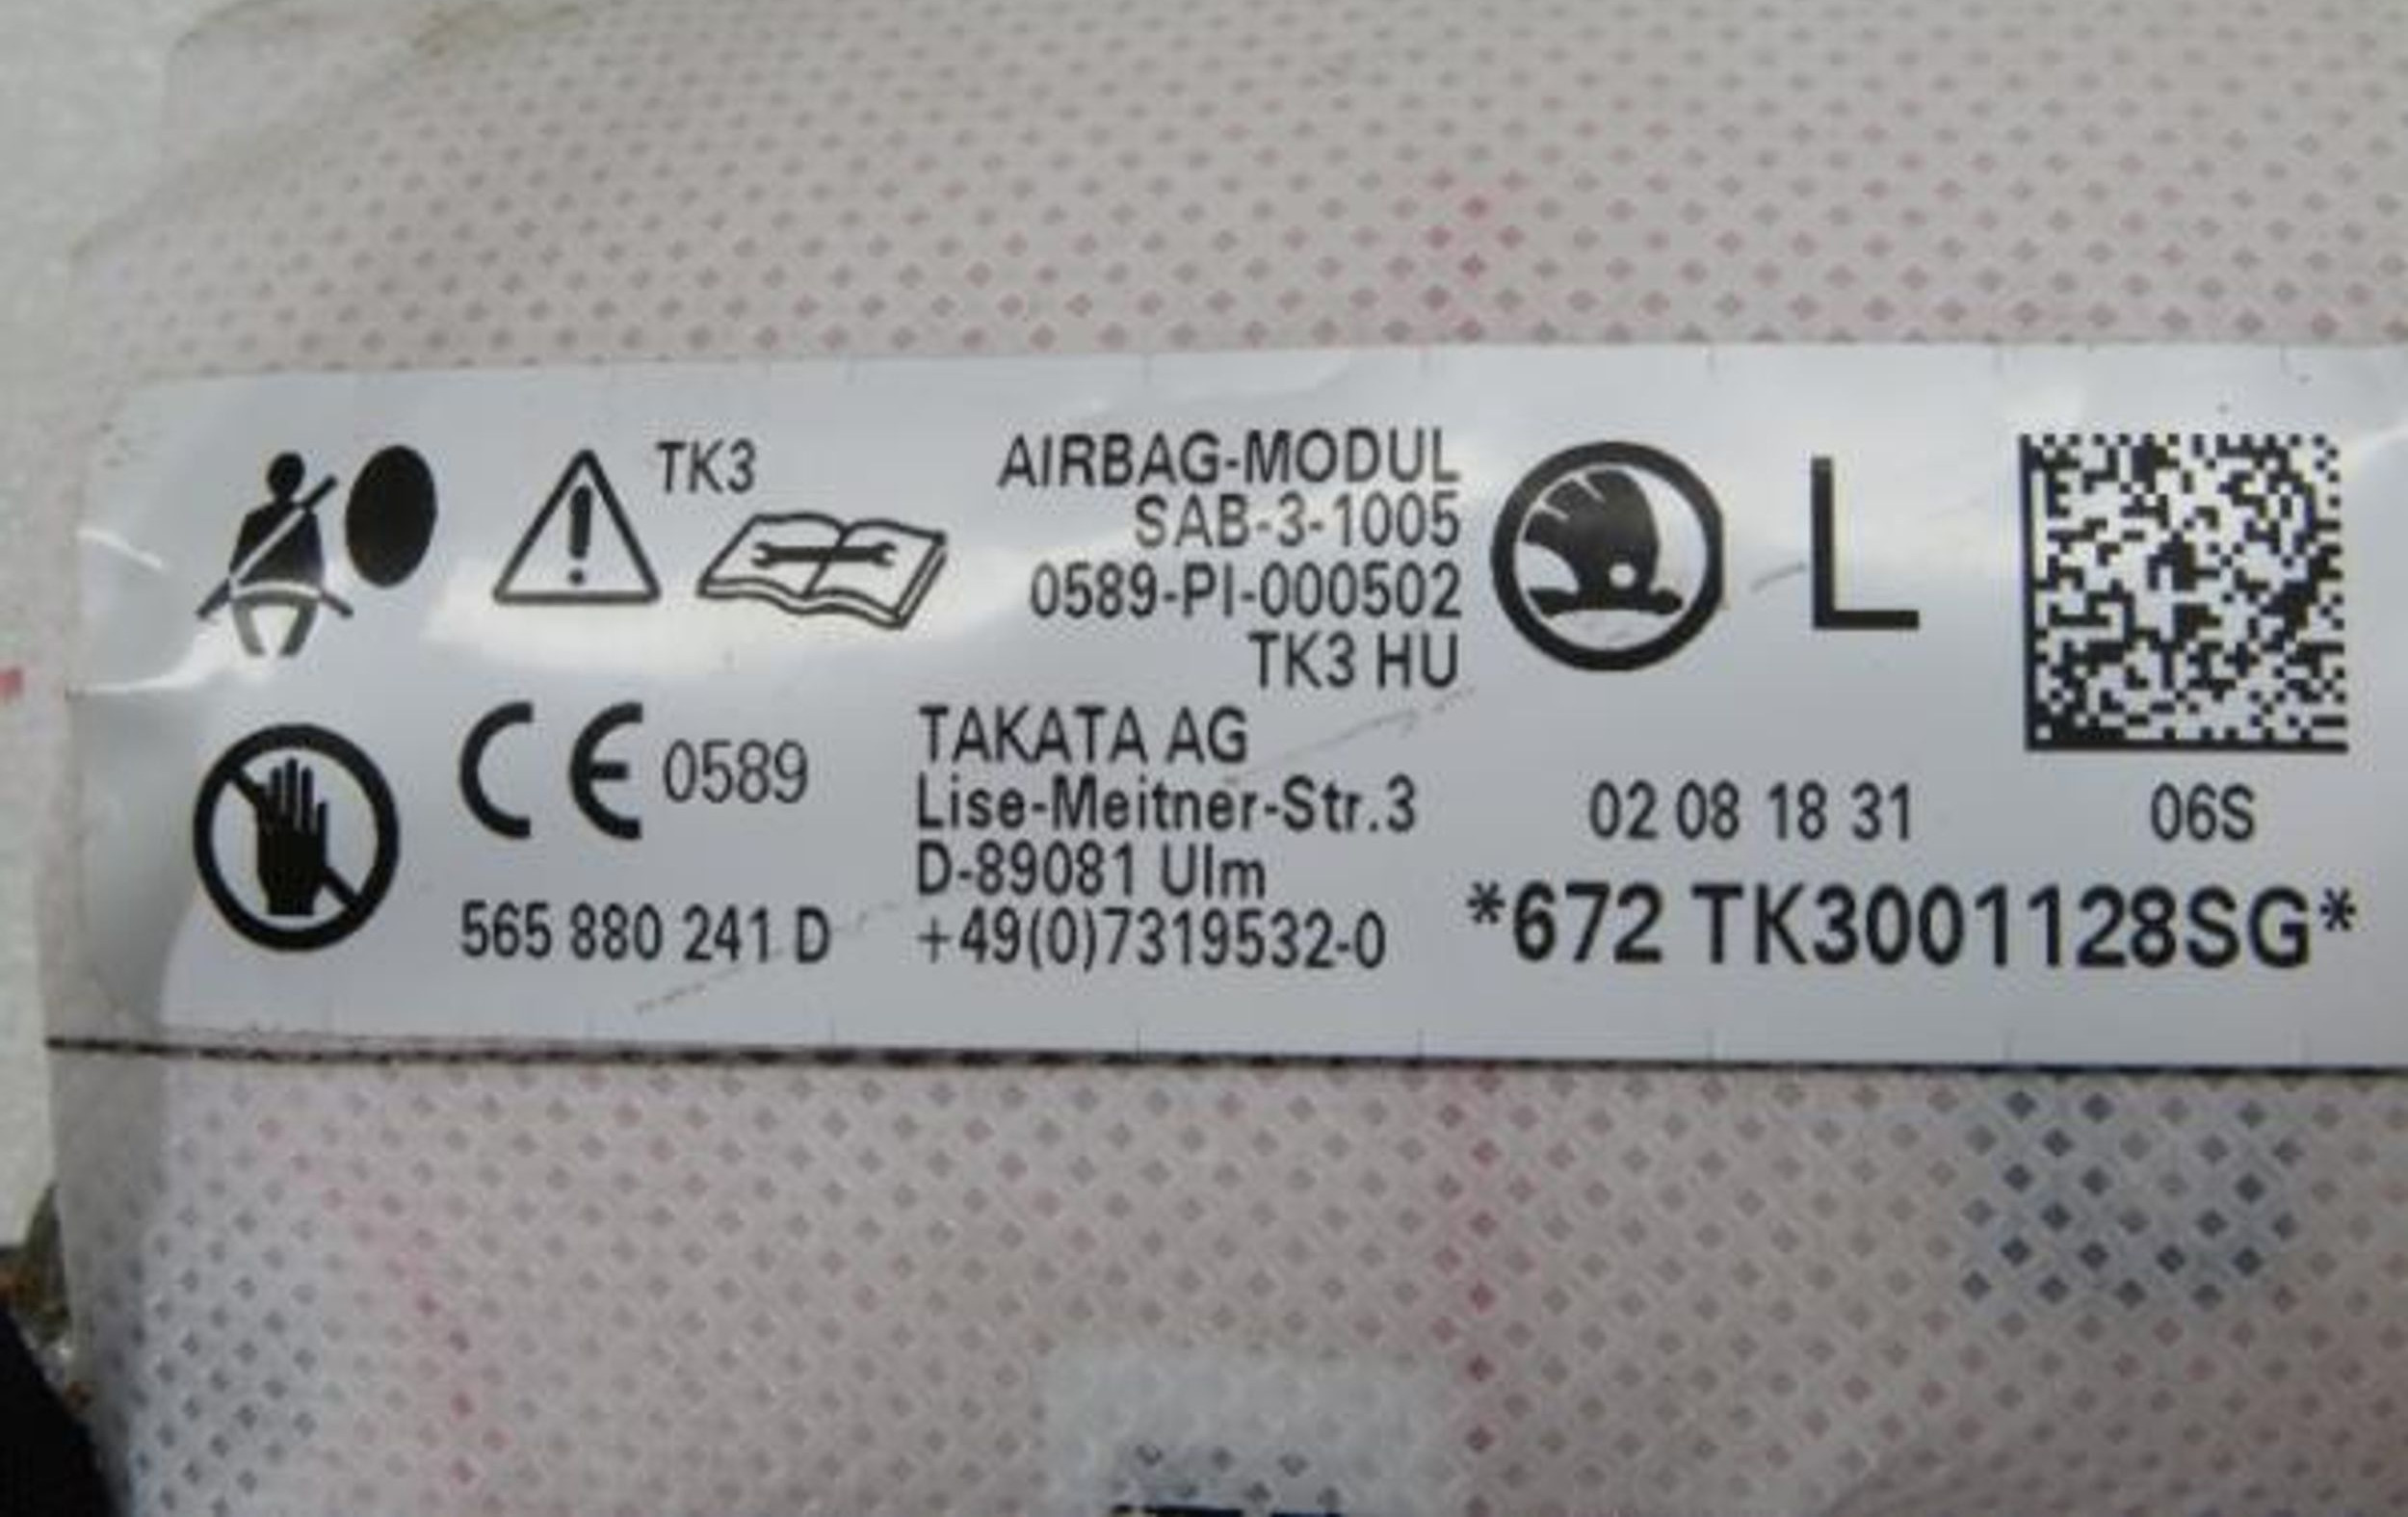 TK3
AIRBAG-MODUL
SAB-3-1005
0589-PI-000502
TK3 HU
L
CE 0589
TAKATA AG
Lise-Meitner-Str.3
D-89081 Ulm
+49(0)7319532-0
565 880 241 D
02 08 18 31
06S
*672 TK3001128SG*